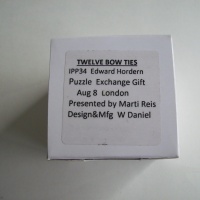 TWELVE BOW TIES
IPP34 Edward Hordern
Puzzle Exchange Gift
Aug 8 London
Presented by Marti Reis
Design&Mfg W Daniel